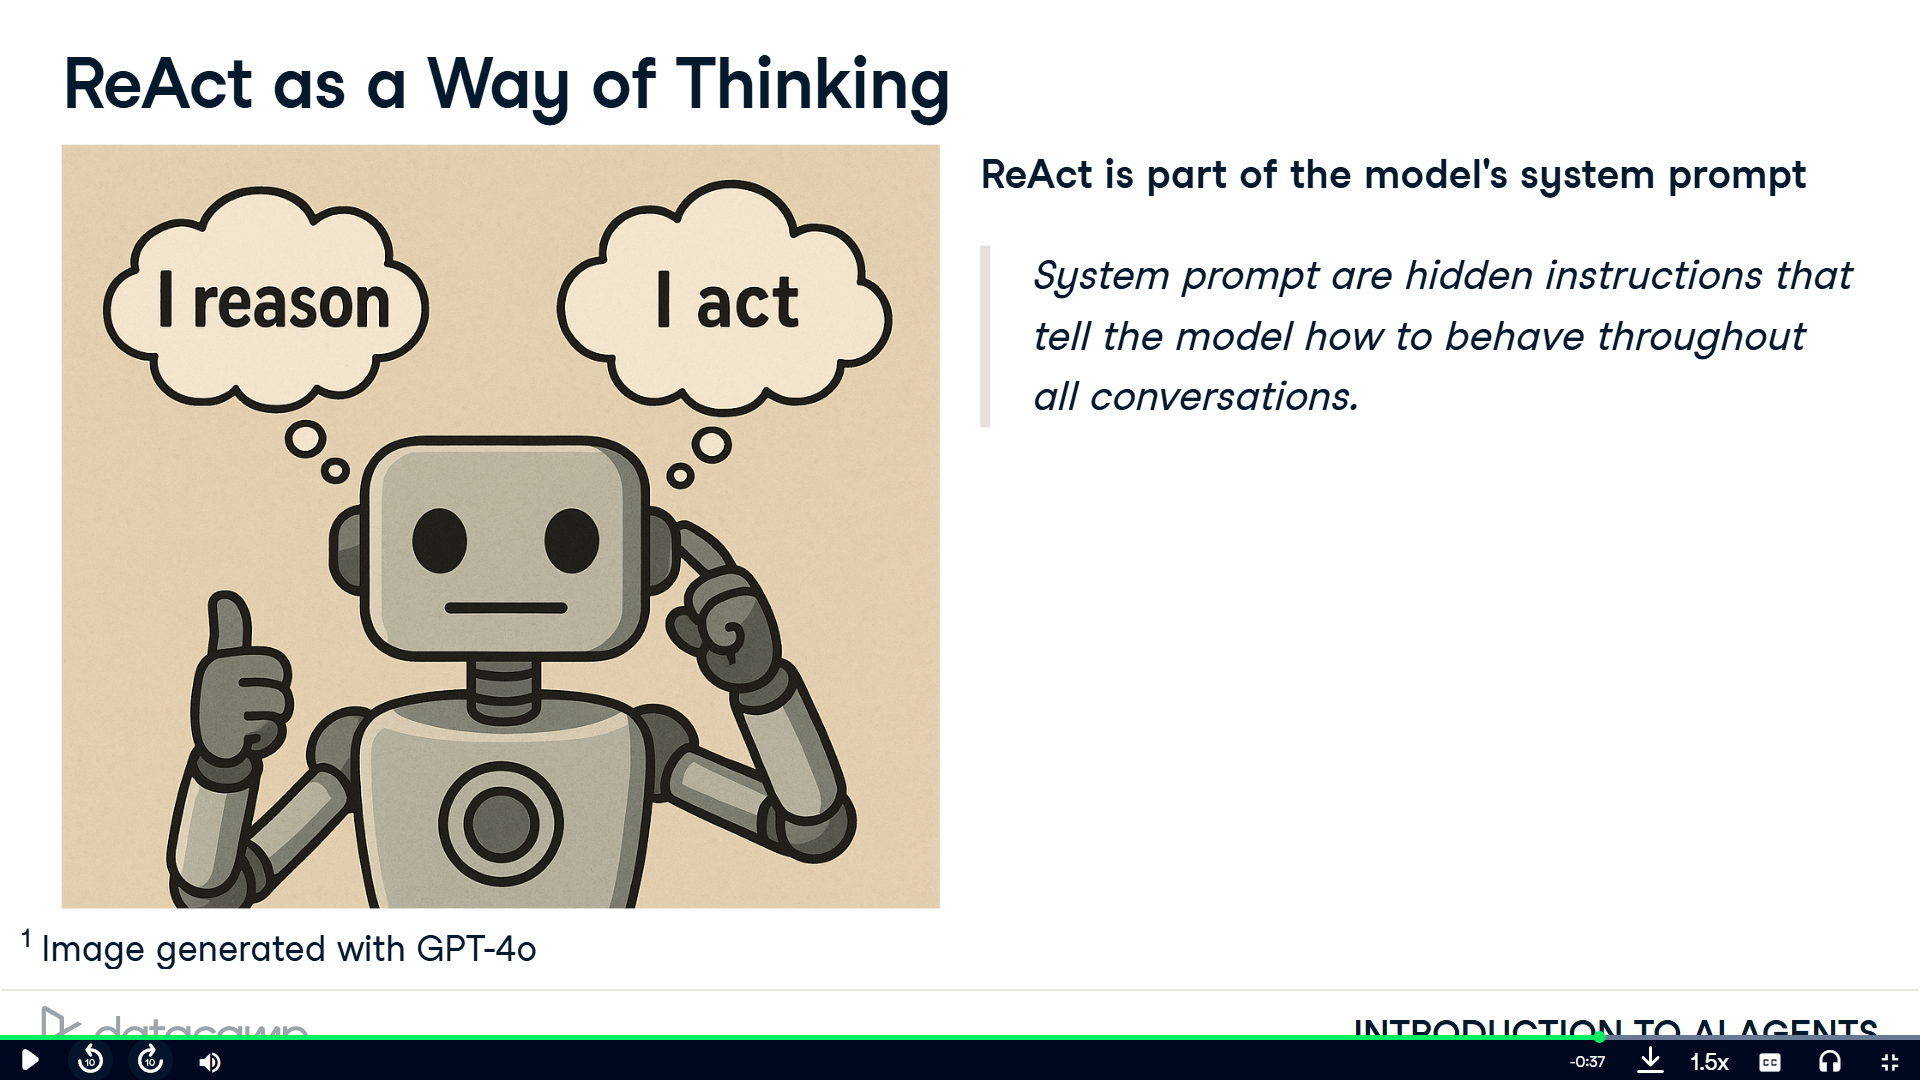 ReAct as a Way of Thinking
I reason
I act
ReAct is part of the model's system prompt
System prompt are hidden instructions that
tell the model how to behave throughout
all conversations.
1 Image generated with GPT-4o
datacamp
INTRODUCTION TO AI AGENTS
10
10
-0:37
1.5x
CC